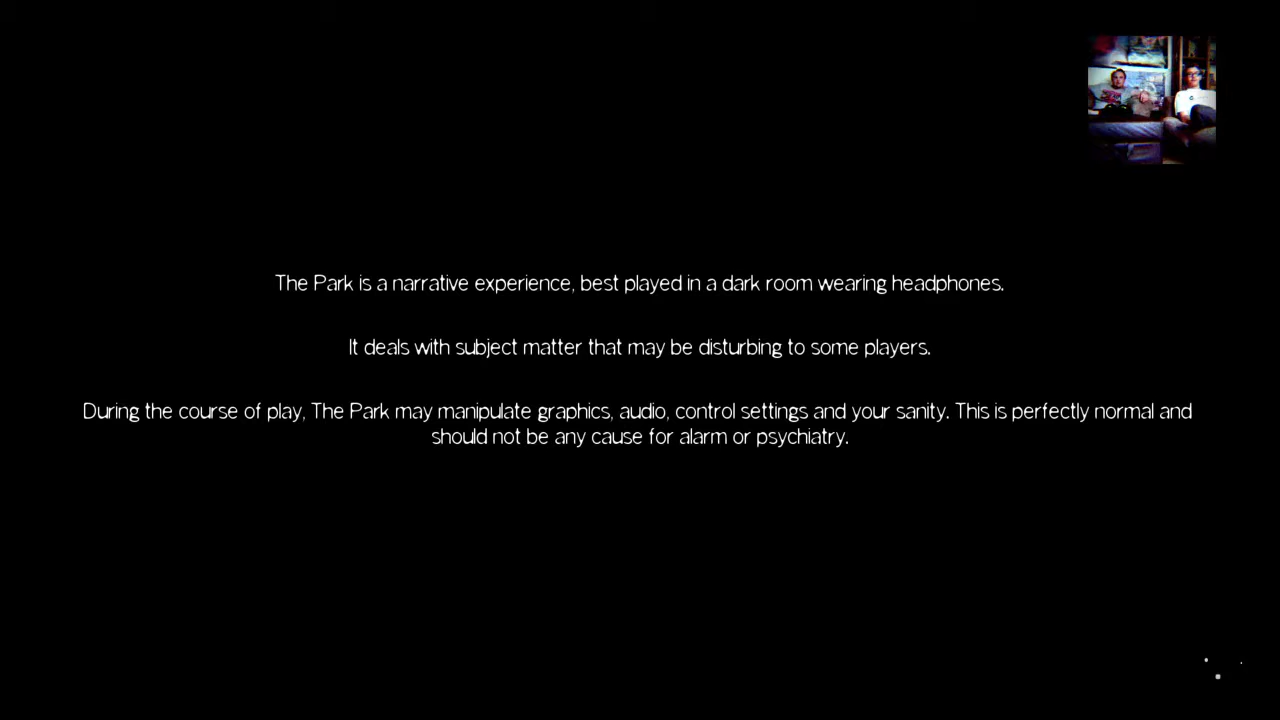 The Park is a narrative experience, best played in a dark room wearing headphones.
It deals with subject matter that may be disturbing to some players.
During the course of play, The Park may manipulate graphics, audio, control settings and your sanity. This is perfectly normal and
should not be any cause for alarm or psychiatry.